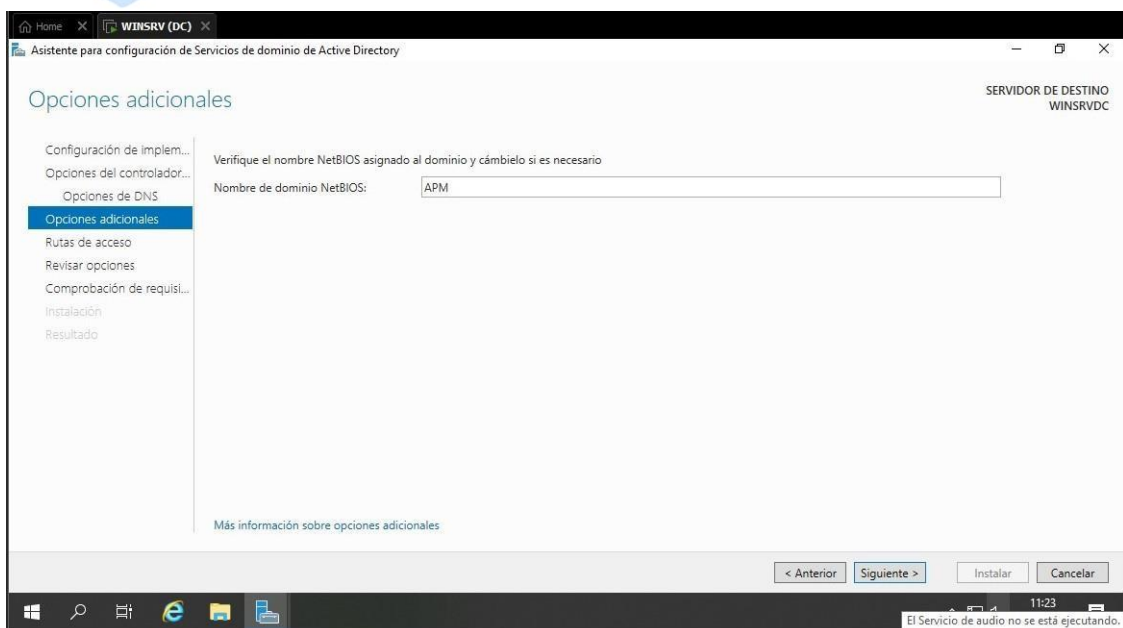 Home
WINSRV (DC)
Asistente para configuración de Servicios de dominio de Active Directory
Opciones adicionales
SERVIDOR DE DESTINO
WINSRVDC
Configuración de implem...
Opciones del controlador...
Opciones de DNS
Opciones adicionales
Rutas de acceso
Revisar opciones
Comprobación de requisi...
Instalación
Resultado
Verifique el nombre NetBIOS asignado al dominio y cámbielo si es necesario
Nombre de dominio NetBIOS: APM
Más información sobre opciones adicionales
< Anterior Siguiente > Instalar Cancelar
11:23
El Servicio de audio no se está ejecutando.